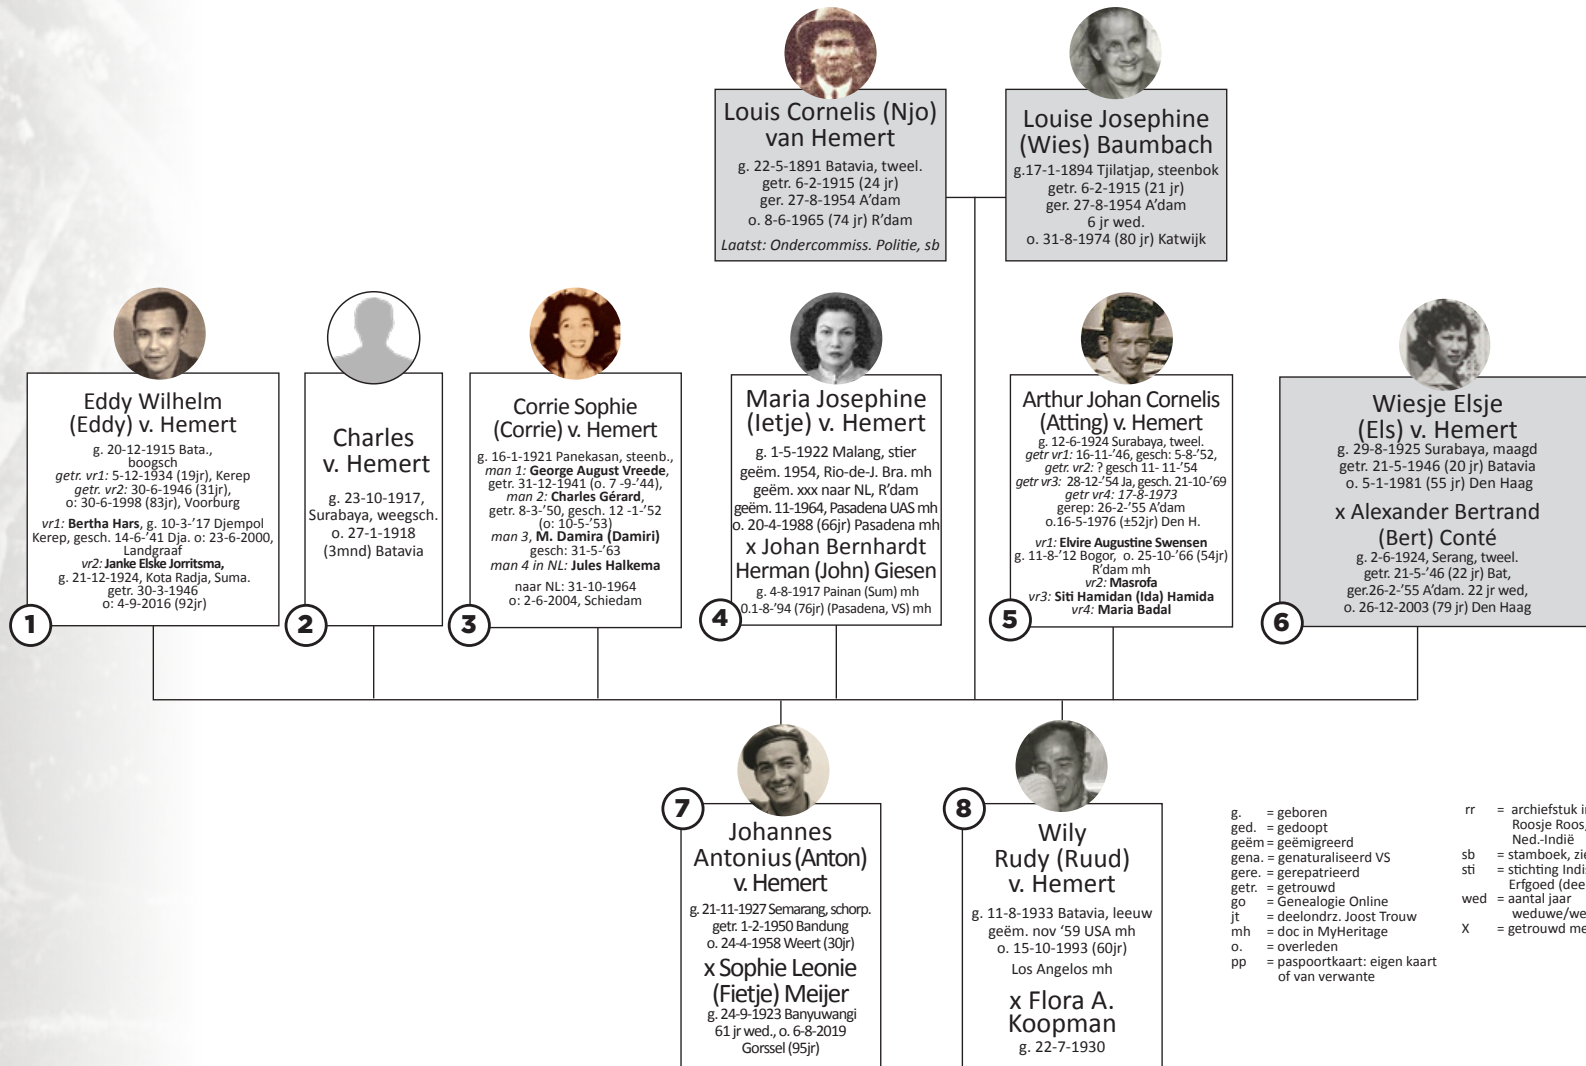 Louis Cornelis (Njo)
van Hemert
g. 22-5-1891 Batavia, tweel.
getr. 6-2-1915 (24 jr)
ger. 27-8-1954 A’dam
o. 8-6-1965 (74 jr) R’dam
Laatst: Ondercommiss. Politie, sb
Louise Josephine
(Wies) Baumbach
g.17-1-1894 Tjilatjap, steenbok
getr. 6-2-1915 (21 jr)
ger. 27-8-1954 A’dam
6 jr wed.
o. 31-8-1974 (80 jr) Katwijk
Eddy Wilhelm
(Eddy) v. Hemert
g. 20-12-1915 Bata.,
boogsch
getr. vr1: 5-12-1934 (19jr), Kerep
getr. vr2: 30-6-1946 (31jr),
o: 30-6-1998 (83jr), Voorburg
vr1: Bertha Hars, g. 10-3-’17 Djempol
Kerep, gesch. 14-6-’41 Dja. o: 23-6-2000,
Landgraaf
vr2: Janke Elske Jorritsma,
g. 21-12-1924, Kota Radja, Suma.
getr. 30-3-1946
o: 4-9-2016 (92jr)
1
Charles
v. Hemert
g. 23-10-1917,
Surabaya, weegsch.
o. 27-1-1918
(3mnd) Batavia
2
Corrie Sophie
(Corrie) v. Hemert
g. 16-1-1921 Panekasan, steenb.,
man 1: George August Vreede,
getr. 31-12-1941 (o. 7 -9-’44),
man 2: Charles Gérard,
getr. 8-3-’50, gesch. 12 -1-’52
(o: 10-5-’53)
man 3, M. Damira (Damiri)
gesch: 31-5-’63
man 4 in NL: Jules Halkema
naar NL: 31-10-1964
o: 2-6-2004, Schiedam
3
Maria Josephine
(Ietje) v. Hemert
g. 1-5-1922 Malang, stier
geëm. 1954, Rio-de-J. Bra. mh
geëm. xxx naar NL, R’dam
geëm. 11-1964, Pasadena UAS mh
o. 20-4-1988 (66jr) Pasadena mh
x Johan Bernhardt
Herman (John) Giesen
g. 4-8-1917 Painan (Sum) mh
0.1-8-’94 (76jr) (Pasadena, VS) mh
4
Arthur Johan Cornelis
(Atting) v. Hemert
g. 12-6-1924 Surabaya, tweel.
getr vr1: 16-11-’46, gesch: 5-8-’52,
getr. vr2: ? gesch 11- 11-’54
getr vr3: 28-12-’54 Ja, gesch. 21-10-’69
getr vr4: 17-8-1973
gerep: 26-2-’55 A’dam
o.16-5-1976 (±52jr) Den H.
vr1: Elvire Augustine Swensen
g. 11-8-’12 Bogor, o. 25-10-’66 (54jr)
R’dam mh
vr2: Masrofa
vr3: Siti Hamidan (Ida) Hamida
vr4: Maria Badal
5
Wiesje Elsje
(Els) v. Hemert
g. 29-8-1925 Surabaya, maagd
getr. 21-5-1946 (20 jr) Batavia
o. 5-1-1981 (55 jr) Den Haag
x Alexander Bertrand
(Bert) Conté
g. 2-6-1924, Serang, tweel.
getr. 21-5-’46 (22 jr) Bat,
ger.26-2-’55 A’dam. 22 jr wed,
o. 26-12-2003 (79 jr) Den Haag
6
7
Johannes
Antonius (Anton)
v. Hemert
g. 21-11-1927 Semarang, schorp.
getr. 1-2-1950 Bandung
o. 24-4-1958 Weert (30jr)
x Sophie Leonie
(Fietje) Meijer
g. 24-9-1923 Banyuwangi
61 jr wed., o. 6-8-2019
Gorssel (95jr)
8
Wily
Rudy (Ruud)
v. Hemert
g. 11-8-1933 Batavia, leeuw
geëm. nov ‘59 USA mh
o. 15-10-1993 (60jr)
Los Angelos mh
x Flora A.
Koopman
g. 22-7-1930
g. = geboren
ged. = gedoopt
geëm = geëmigreerd
gena. = genaturaliseerd VS
gere. = gerepatrieerd
getr. = getrouwd
go = Genealogie Online
jt = deelondrz. Joost Trouw
mh = doc in MyHeritage
o. = overleden
pp = paspoortkaart: eigen kaart
of van verwante
rr = archiefstuk
Roosje Roos,
Ned.-Indië
sb = stamboek,
sti = stichting
Erfgoed
wed = aantal jaar
X = getrouwd